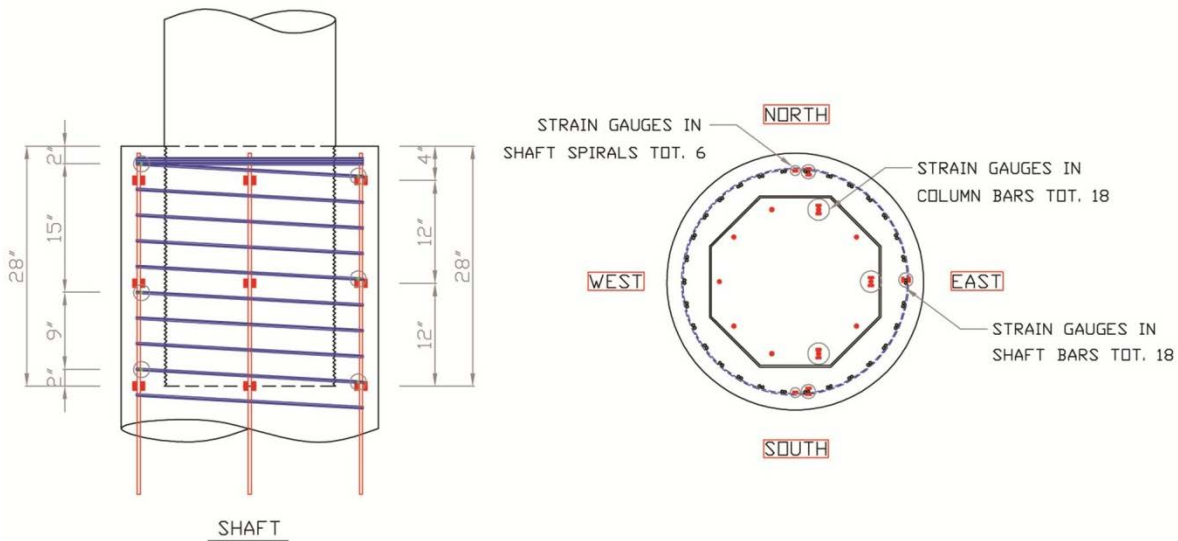 28"
2"
15"
9"
2"
4"
12"
12"
28"
SHAFT
NORTH
STRAIN GAUGES IN
SHAFT SPIRALS TOT. 6
STRAIN GAUGES IN
COLUMN BARS TOT. 18
WEST
EAST
STRAIN GAUGES IN
SHAFT BARS TOT. 18
SOUTH